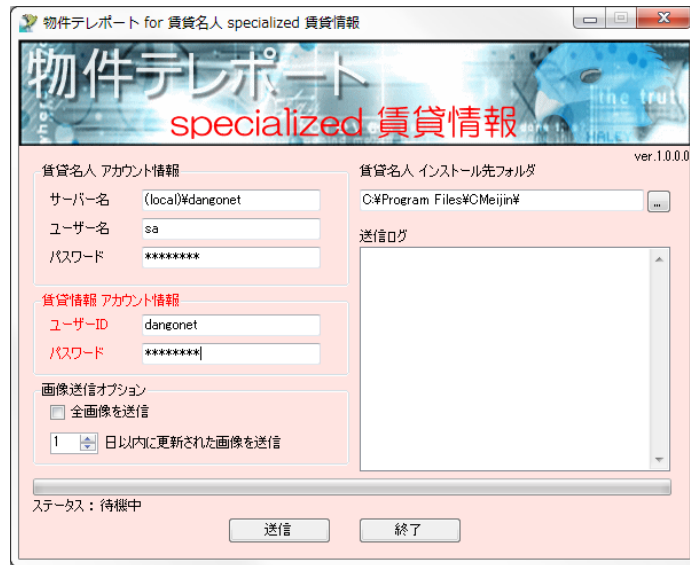 物件テレポート for 賃貸名人 specialized 賃貸情報
物件テレポート
specialized 賃貸情報
the truth
HALEY
ver.1.0.0.0
賃貸名人 アカウント情報
サーバー名 (local)¥dangonet
ユーザー名 sa
パスワード ********
賃貸情報 アカウント情報
ユーザーID dangonet
パスワード ********
画像送信オプション
全画像を送信
1 日以内に更新された画像を送信
賃貸名人 インストール先フォルダ
C:¥Program Files¥CMeijin¥ ...
送信ログ
ステータス : 待機中
送信 終了